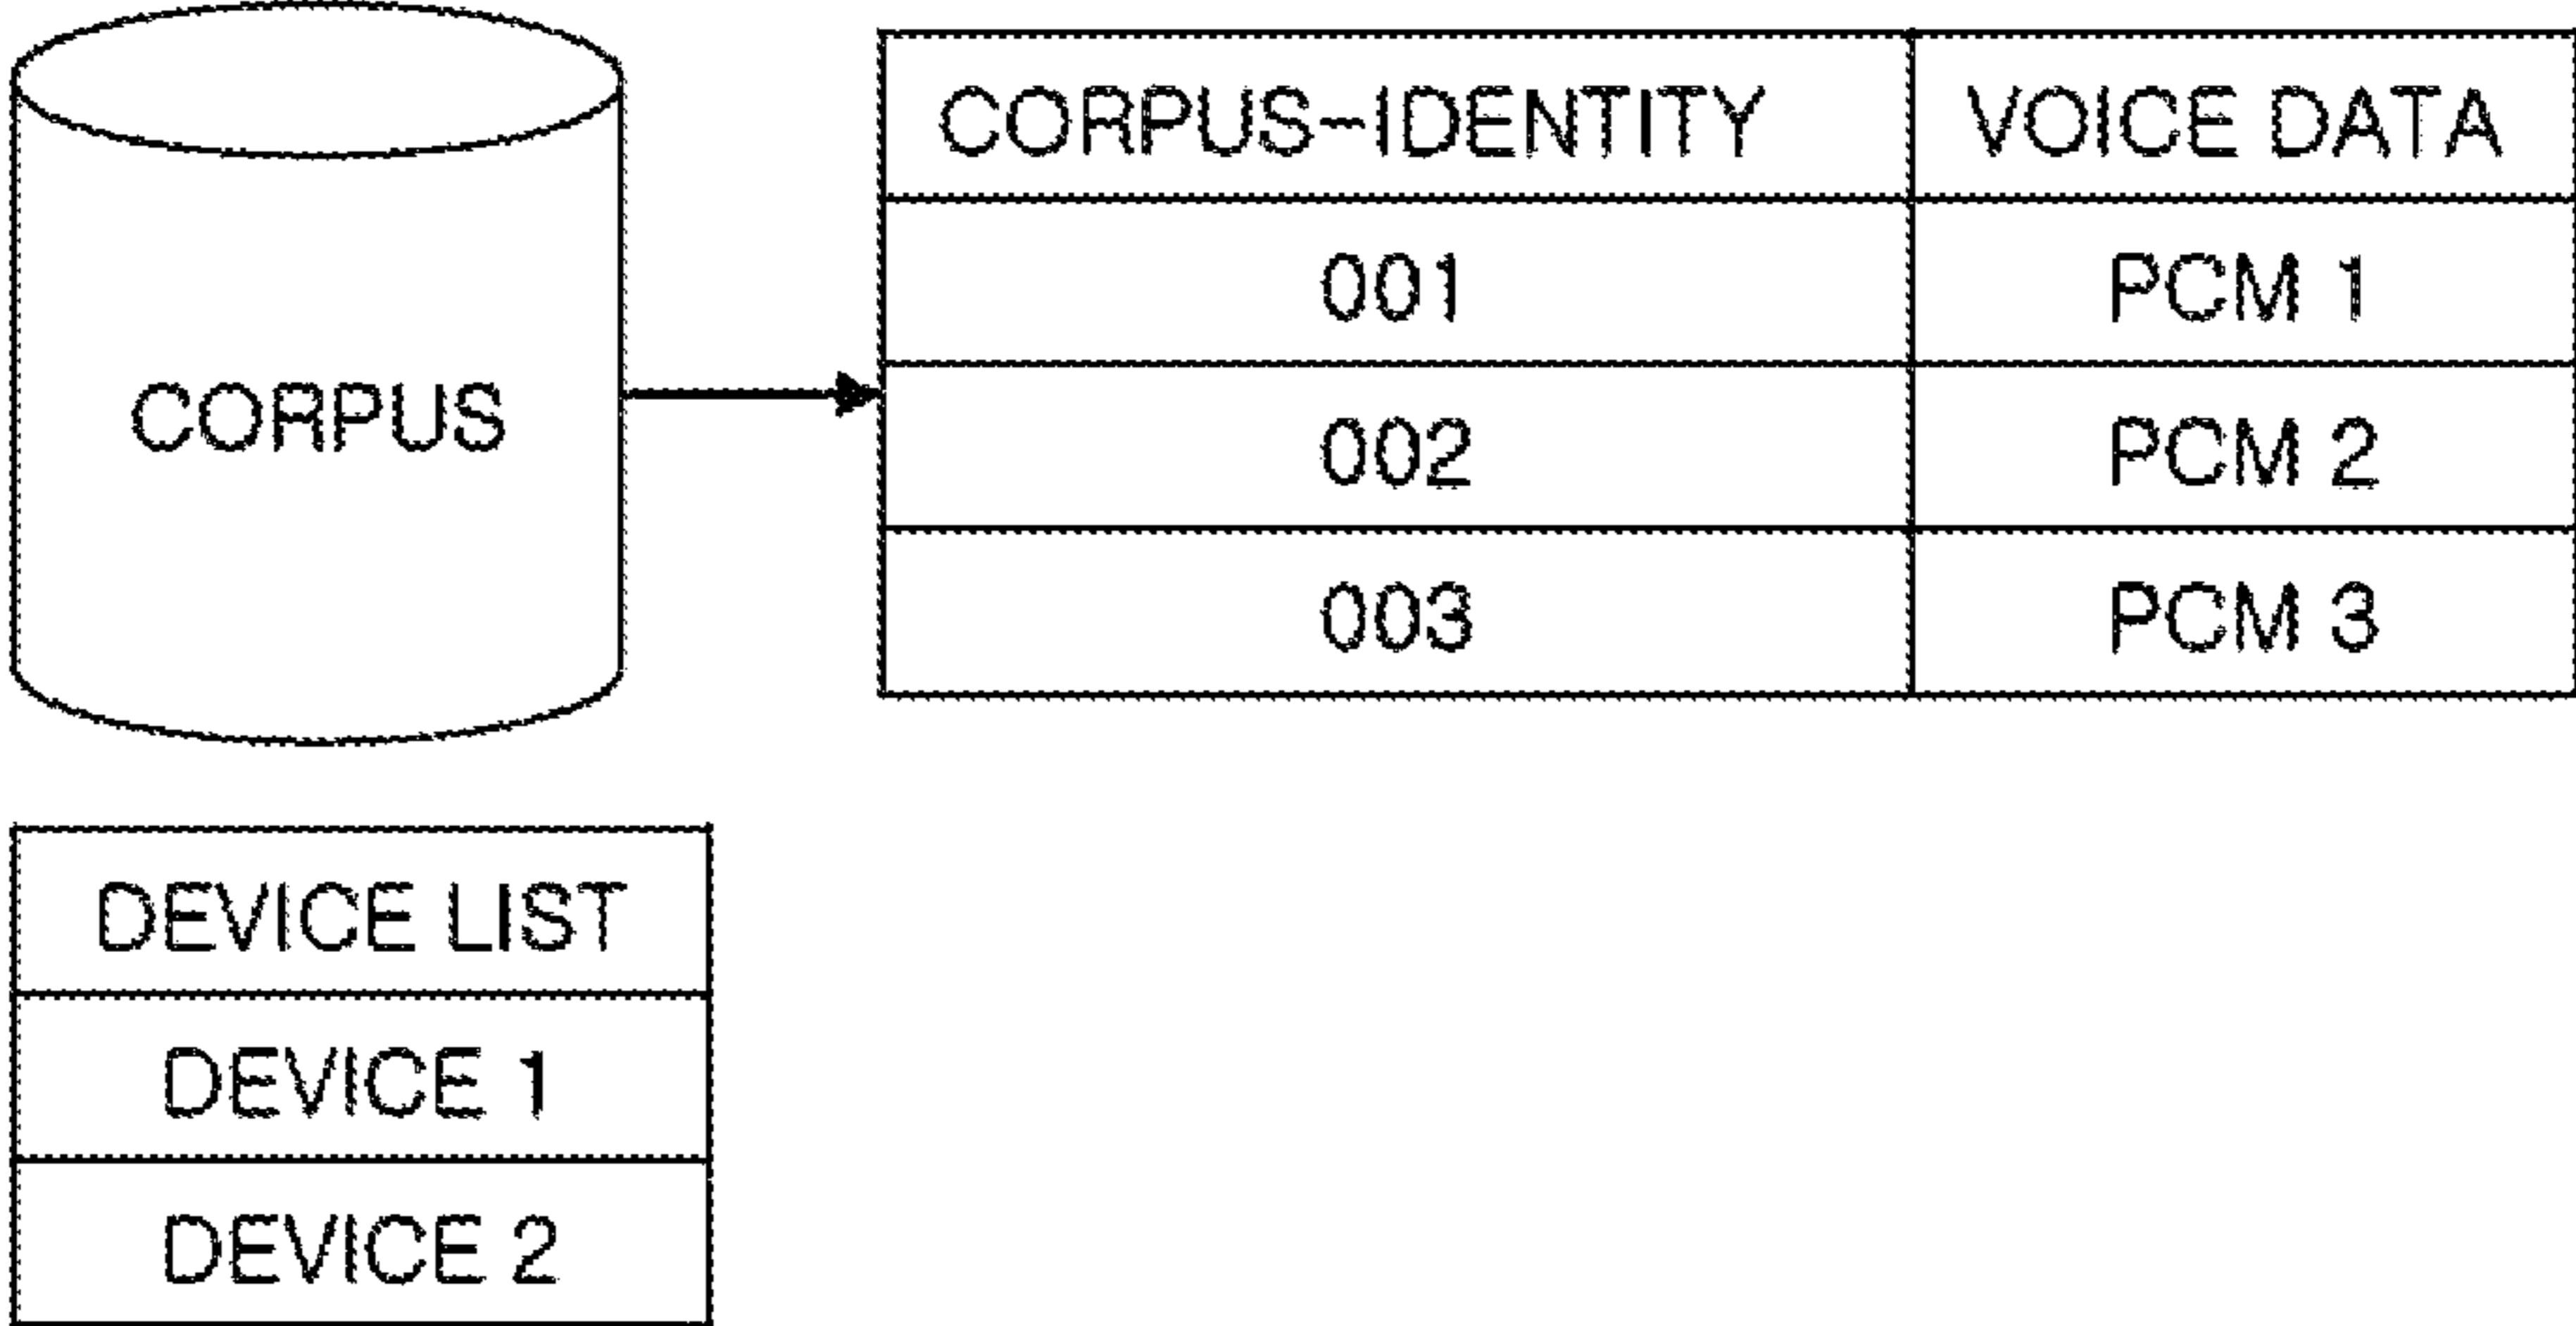 CORPUS
CORPUS-IDENTITY VOICE DATA
001 PCM 1
002 PCM 2
003 PCM 3
DEVICE LIST
DEVICE 1
DEVICE 2